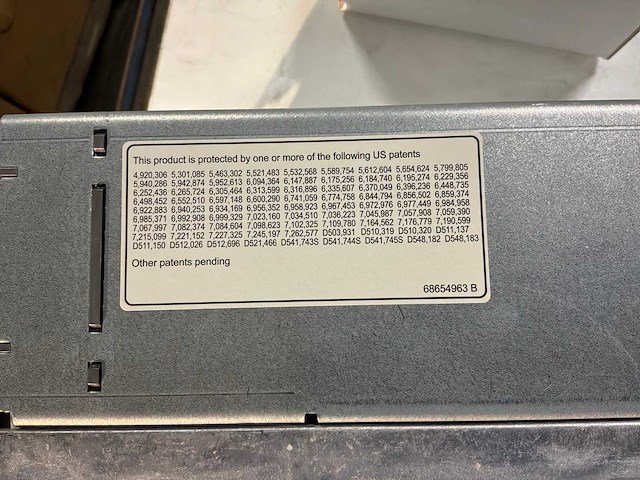 This product is protected by one or more of the following US patents
4,920,306 5,301,085 5,463,302 5,521,483 5,532,568 5,589,754 5,612,604 5,654,624 5,799,805
5,940,286 5,942,874 5,952,613 6,094,364 6,147,887 6,175,256 6,184,740 6,195,274 6,229,356
6,252,436 6,265,724 6,305,464 6,313,599 6,316,896 6,335,607 6,370,049 6,396,236 6,448,735
6,498,452 6,552,510 6,597,148 6,600,290 6,741,059 6,774,758 6,844,794 6,856,502 6,859,374
6,922,883 6,940,253 6,934,169 6,956,352 6,958,923 6,967,453 6,972,976 6,977,449 6,984,958
6,985,371 6,992,908 6,999,329 7,023,160 7,034,510 7,036,223 7,045,987 7,057,908 7,059,390
7,067,997 7,082,374 7,084,604 7,098,623 7,102,325 7,109,780 7,164,562 7,176,779 7,190,599
7,215,099 7,221,152 7,227,325 7,245,197 7,262,577 D503,931 D510,319 D510,320 D511,137
D511,150 D512,026 D512,696 D521,466 D541,743S D541,744S D541,745S D548,182 D548,183
Other patents pending
68654963 B